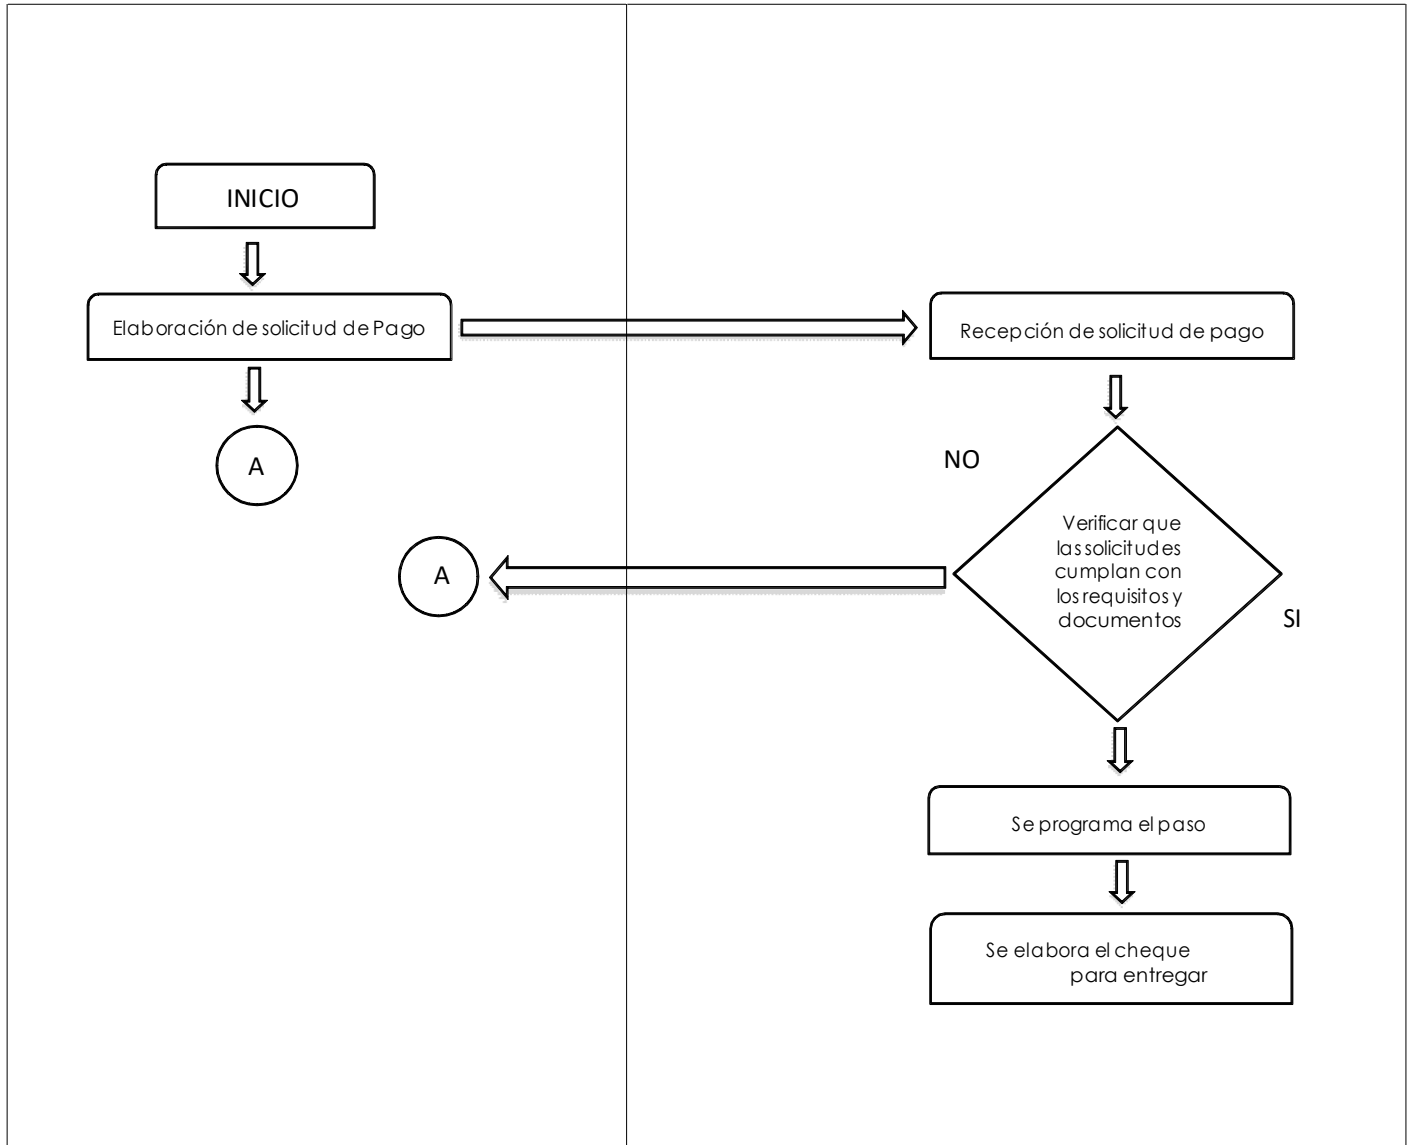 INICIO
Elaboración de solicitud de Pago
Recepción de solicitud de pago
A
NO
Verificar que
las solicitudes
cumplan con
los requisitos y
documentos
A
SI
Se programa el paso
Se elabora el cheque
para entregar